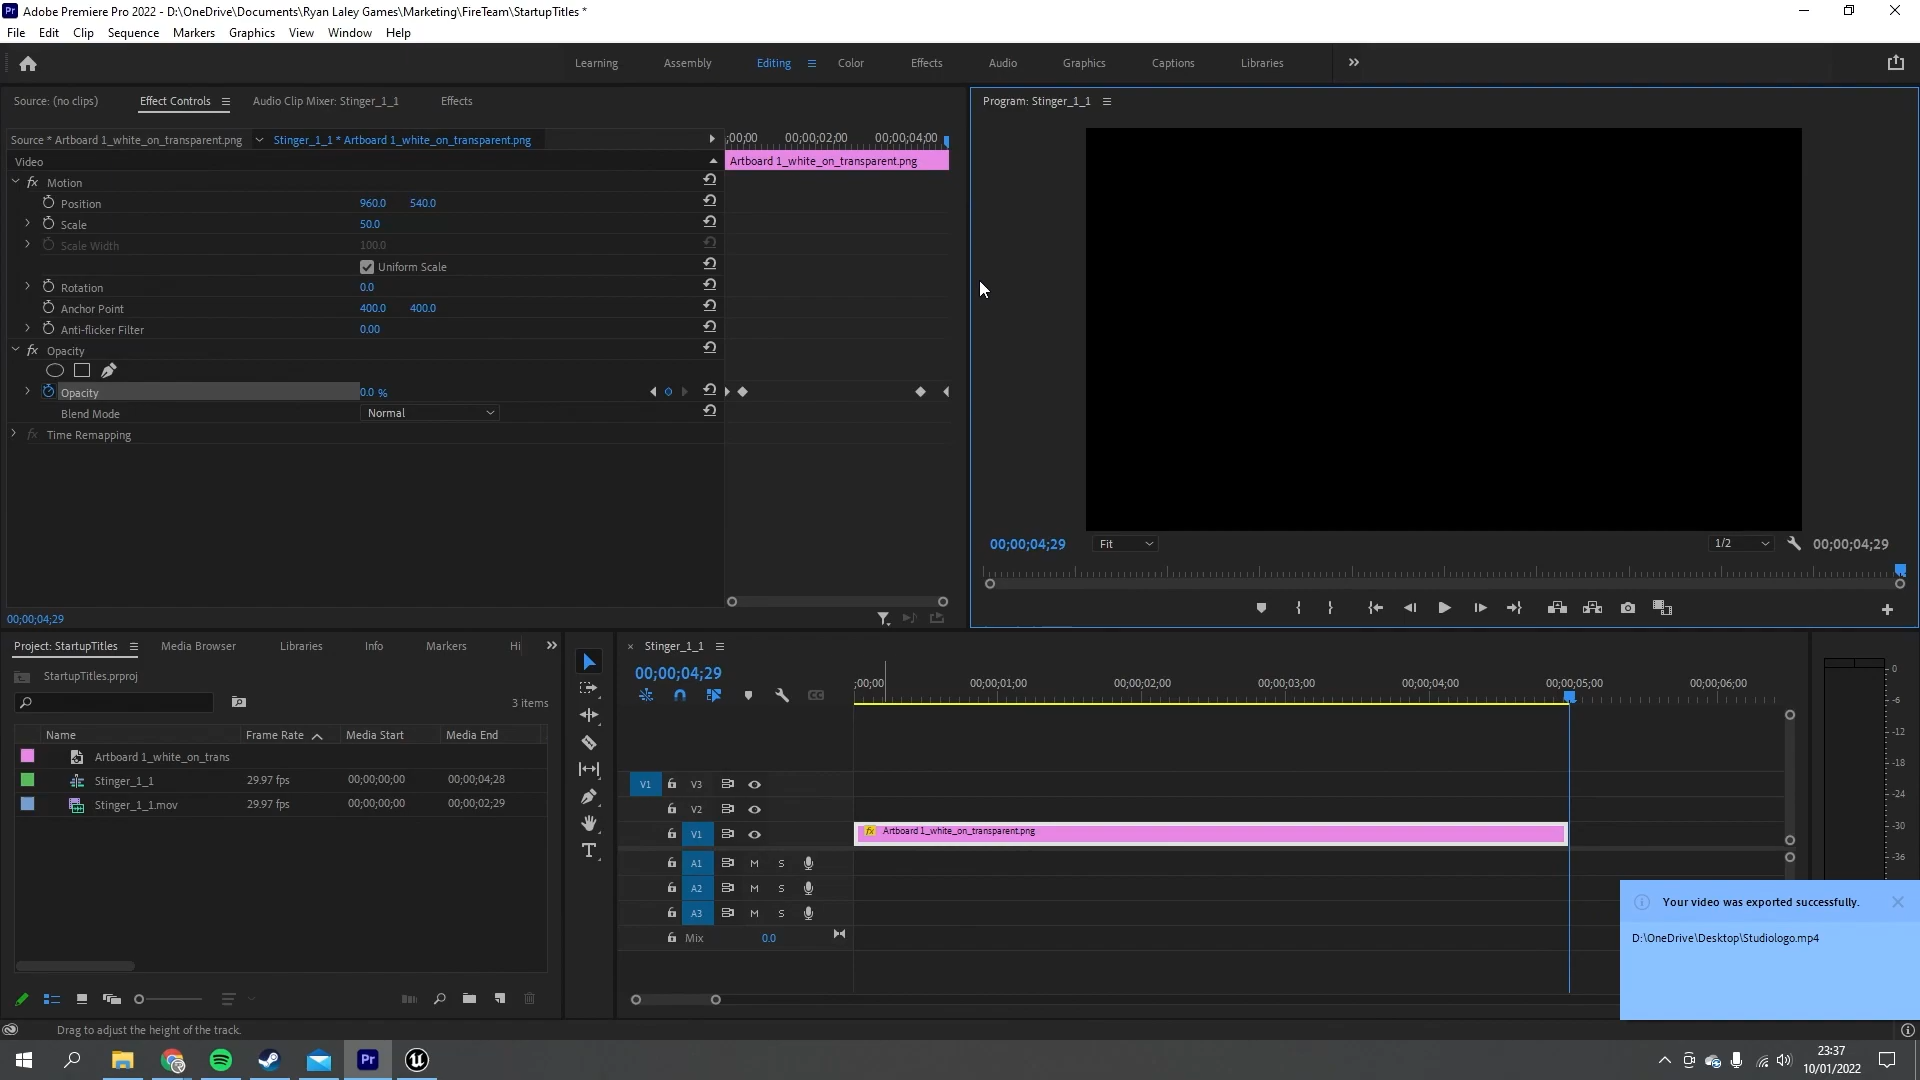 Adobe Premiere Pro 2022 - D:\OneDrive\Documents\Ryan Laley Games\Marketing\FireTeam\StartupTitles *
File Edit Clip Sequence Markers Graphics View Window Help
Learning Assembly Editing Color Effects Audio Graphics Captions Libraries
Source: (no clips) Effect Controls Audio Clip Mixer: Stinger_1_1 Effects
Program: Stinger_1_1
Source * Artboard 1_white_on_transparent.png Stinger_1_1 * Artboard 1_white_on_transparent.png
;00;00 00;00;02;00 00;00;04;00
Video
Artboard 1_white_on_transparent.png
fx Motion
Position 960.0 540.0
Scale 50.0
Scale Width 100.0
Uniform Scale
Rotation 0.0
Anchor Point 400.0 400.0
Anti-flicker Filter 0.00
fx Opacity
Opacity 0.0 %
Blend Mode Normal
fx Time Remapping
00;00;04;29
00;00;04;29 Fit 1/2 00;00;04;29
Project: StartupTitles Media Browser Libraries Info Markers Hi
StartupTitles.prproj
3 items
Name Frame Rate Media Start Media End
Artboard 1_white_on_trans
Stinger_1_1 29.97 fps 00;00;00;00 00;00;04;28
Stinger_1_1.mov 29.97 fps 00;00;00;00 00;00;02;29
× Stinger_1_1
00;00;04;29
;00;00 00;00;01;00 00;00;02;00 00;00;03;00 00;00;04;00 00;00;05;00 00;00;06;00
V1 V3
V2
V1 fx Artboard 1_white_on_transparent.png
A1 M S
A2 M S
A3 M S
Mix 0.0
0
-6
-12
-18
-24
-30
-36
Your video was exported successfully.
D:\OneDrive\Desktop\Studiologo.mp4
Drag to adjust the height of the track.
23:37
10/01/2022